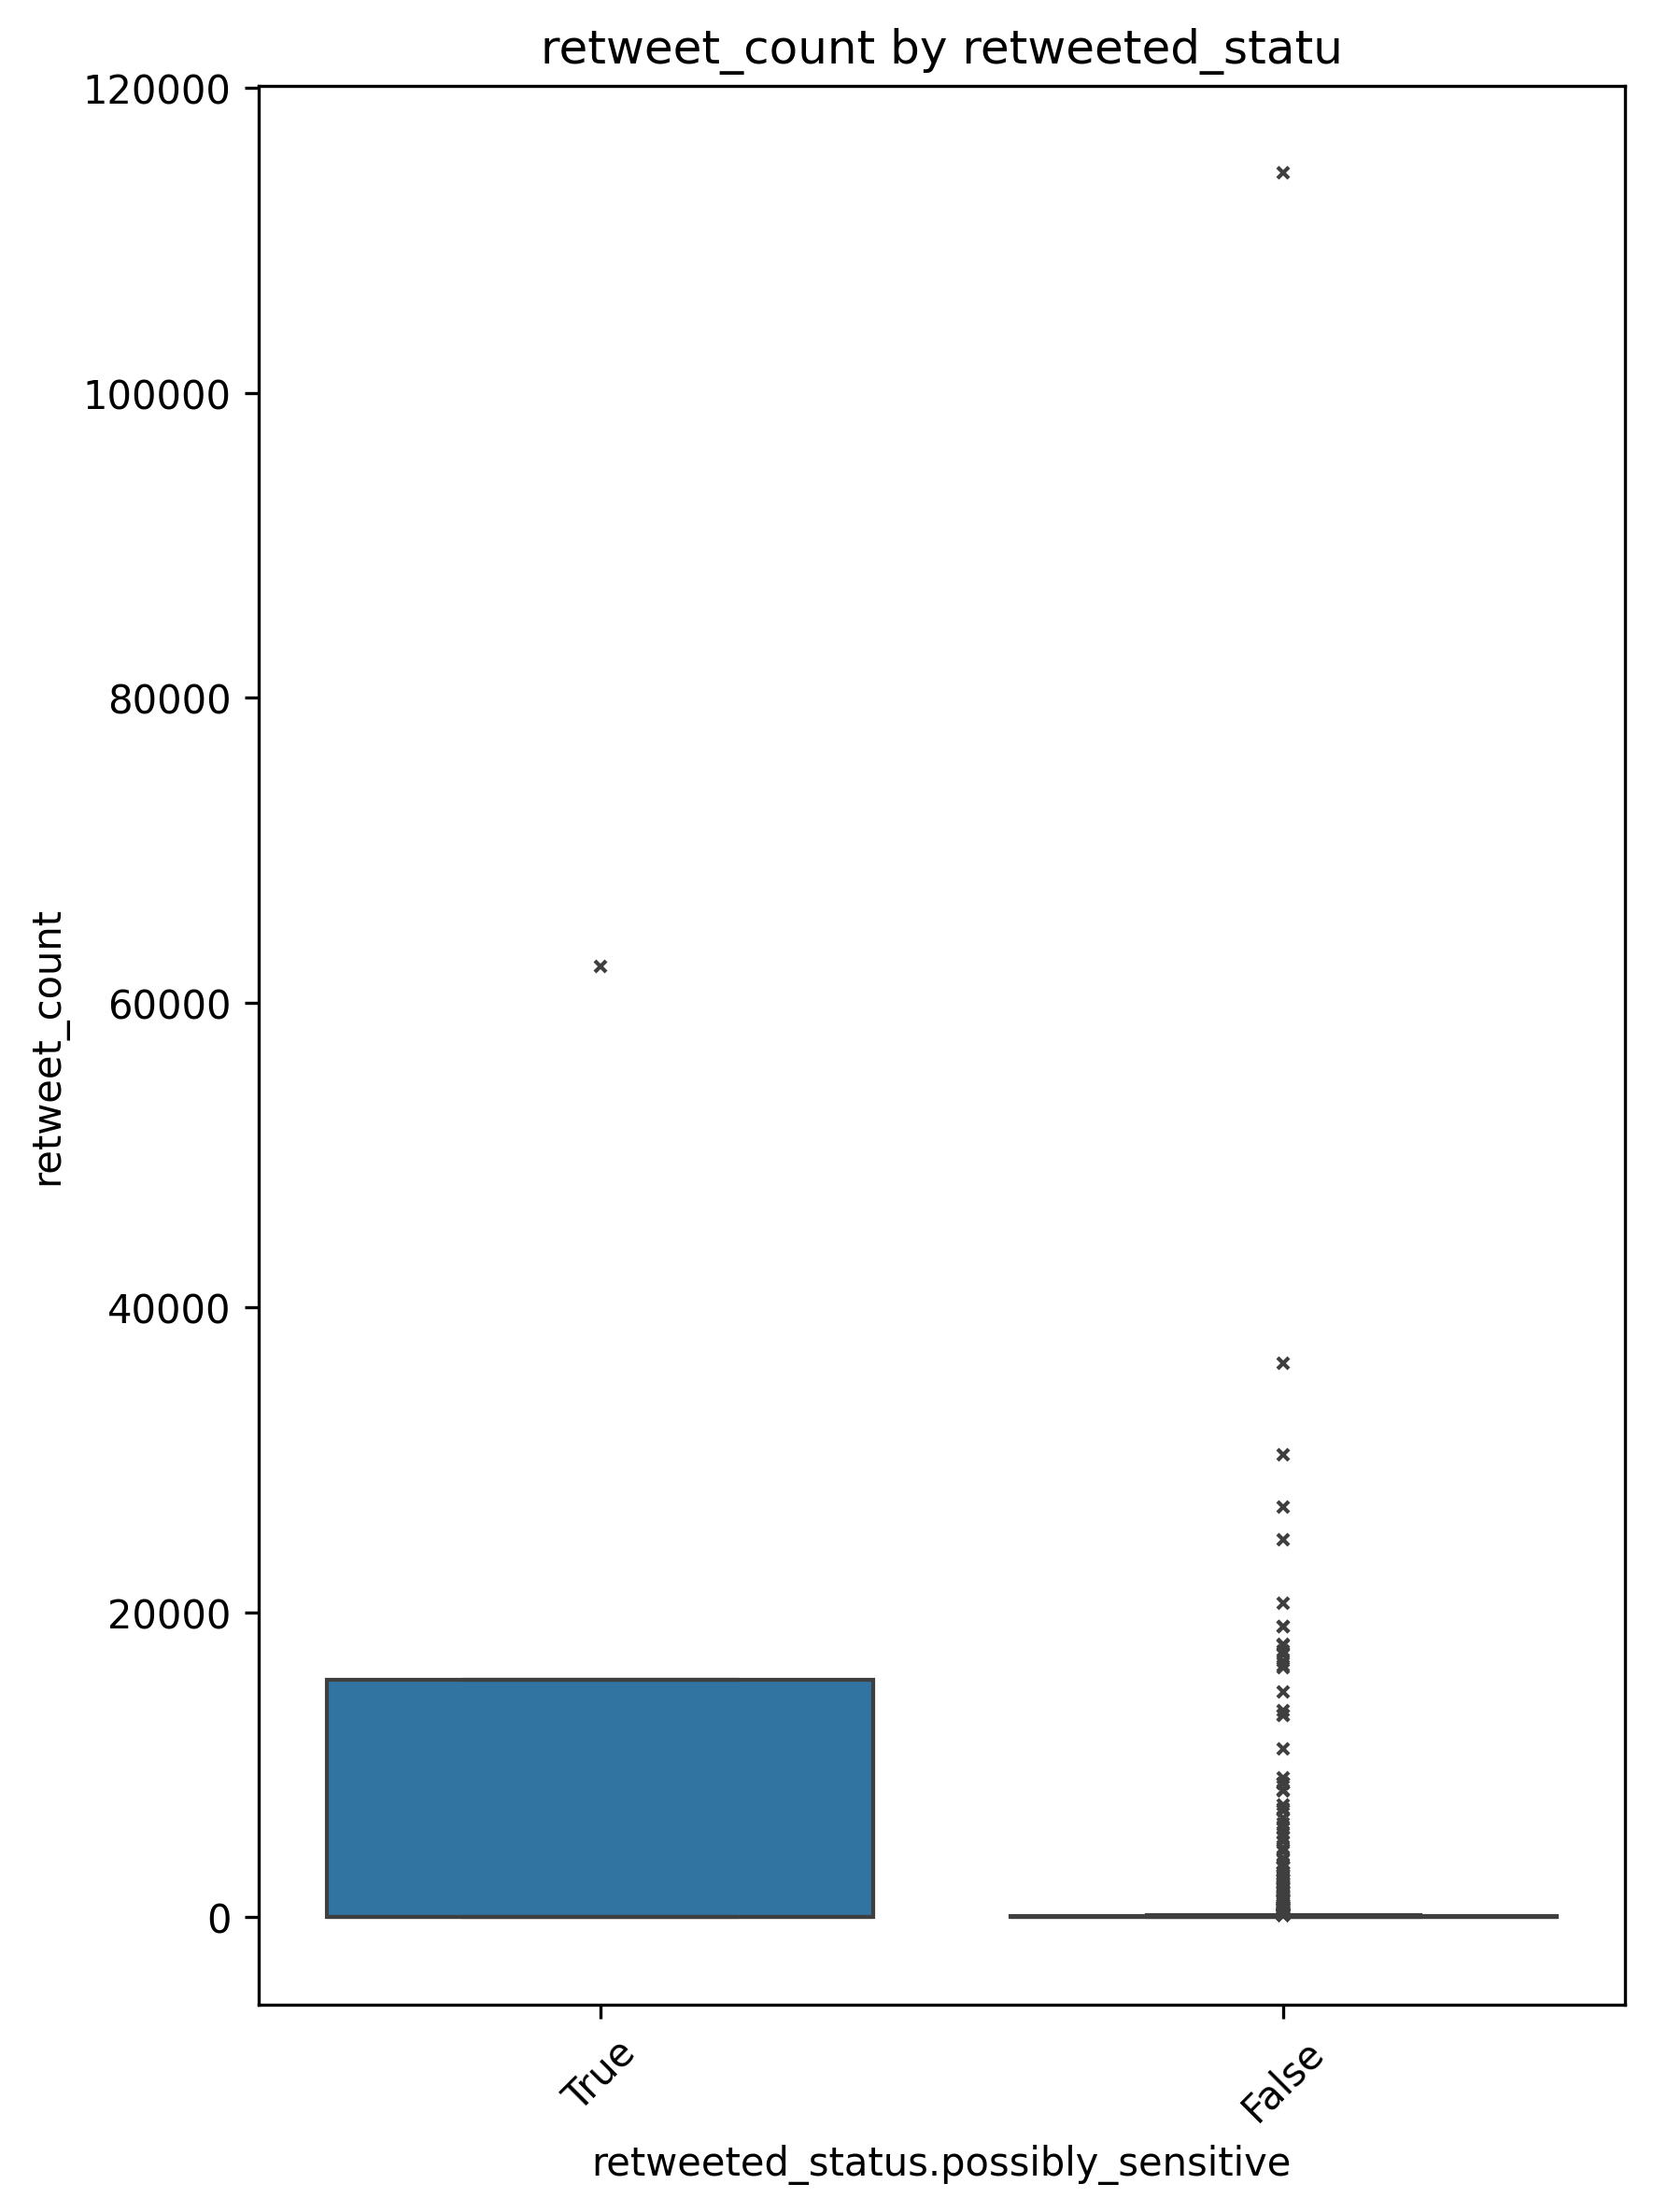 retweet_count by retweeted_statu
120000
100000
80000
60000
40000
20000
0
retweet_count
True
False
retweeted_status.possibly_sensitive